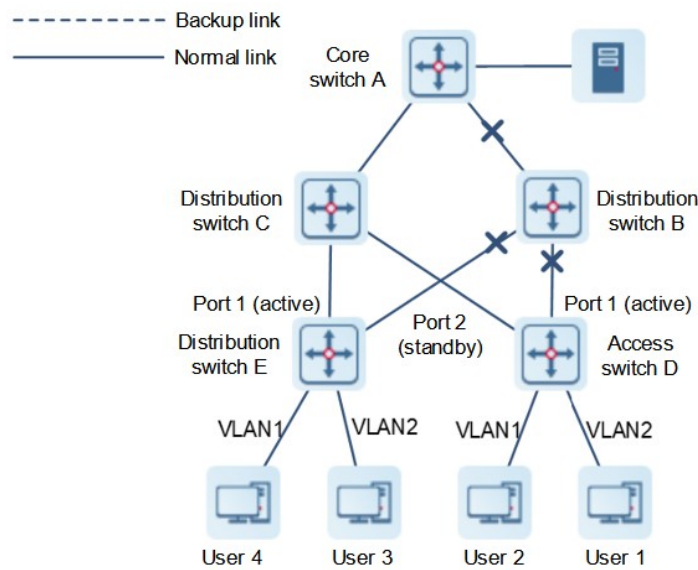 Backup link
Normal link
Core
switch A
Distribution
switch C
Distribution
switch B
Port 1 (active)
Port 2
(standby)
Port 1 (active)
Distribution
switch E
Access
switch D
VLAN1
VLAN2
VLAN1
VLAN2
User 4
User 3
User 2
User 1